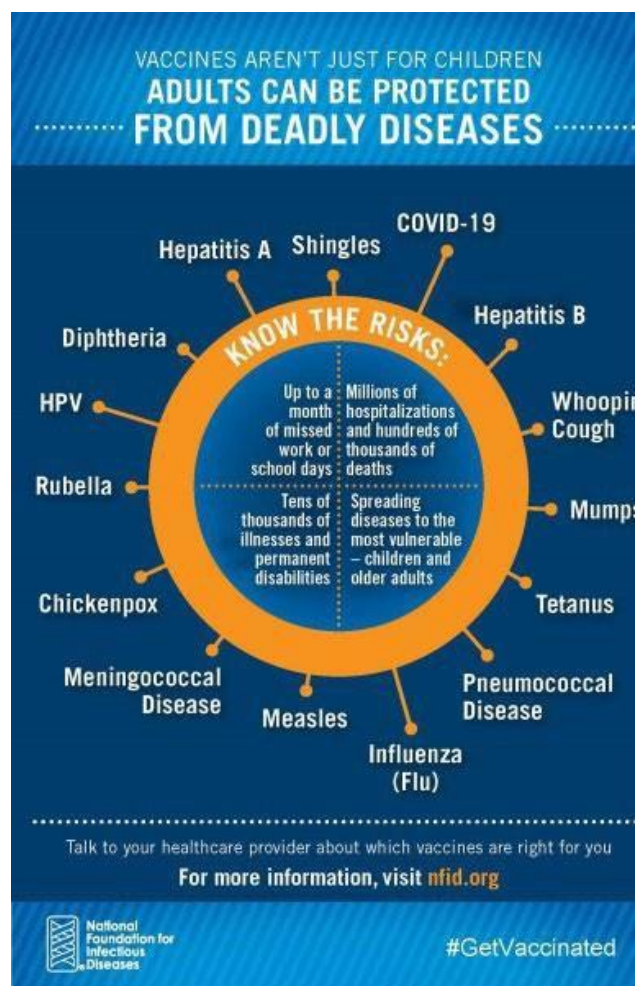 VACCINES AREN'T JUST FOR CHILDREN
ADULTS CAN BE PROTECTED
FROM DEADLY DISEASES
COVID-19
Shingles
Hepatitis A
Hepatitis B
Diphtheria
HPV
Whoopin
Cough
Rubella
Mumps
Chickenpox
Tetanus
Meningococcal
Disease
Pneumococcal
Disease
Measles
Influenza
(Flu)
KNOW THE RISKS:
Up to a
month
of missed
work or
school days
Millions of
hospitalizations
and hundreds of
thousands of
deaths
Tens of
thousands of
illnesses and
permanent
disabilities
Spreading
diseases to the
most vulnerable
– children and
older adults
Talk to your healthcare provider about which vaccines are right for you
For more information, visit nfid.org
National
Foundation for
Infectious
Diseases
#GetVaccinated